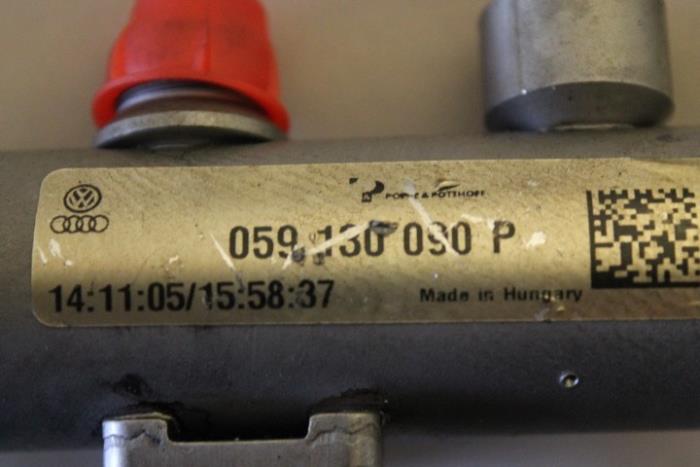 POPPE & POTTHOFF
059 130 090 P
14:11:05/15:58:37
Made in Hungary